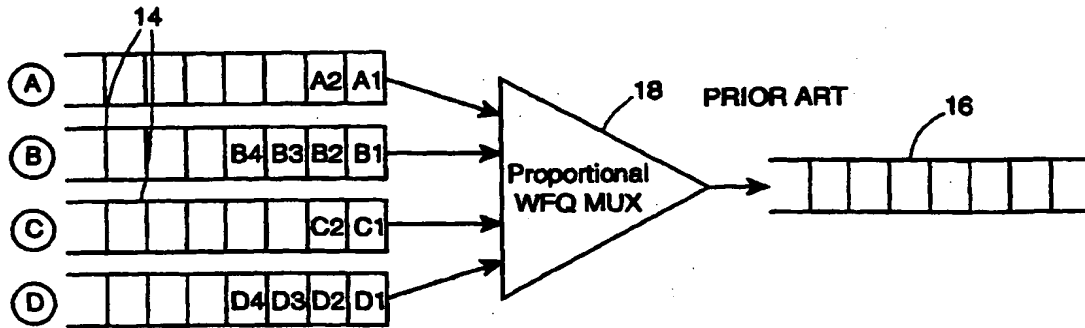 14
A A2 A1
18 PRIOR ART 16
B B4 B3 B2 B1
Proportional
WFQ MUX
C C2 C1
D D4 D3 D2 D1